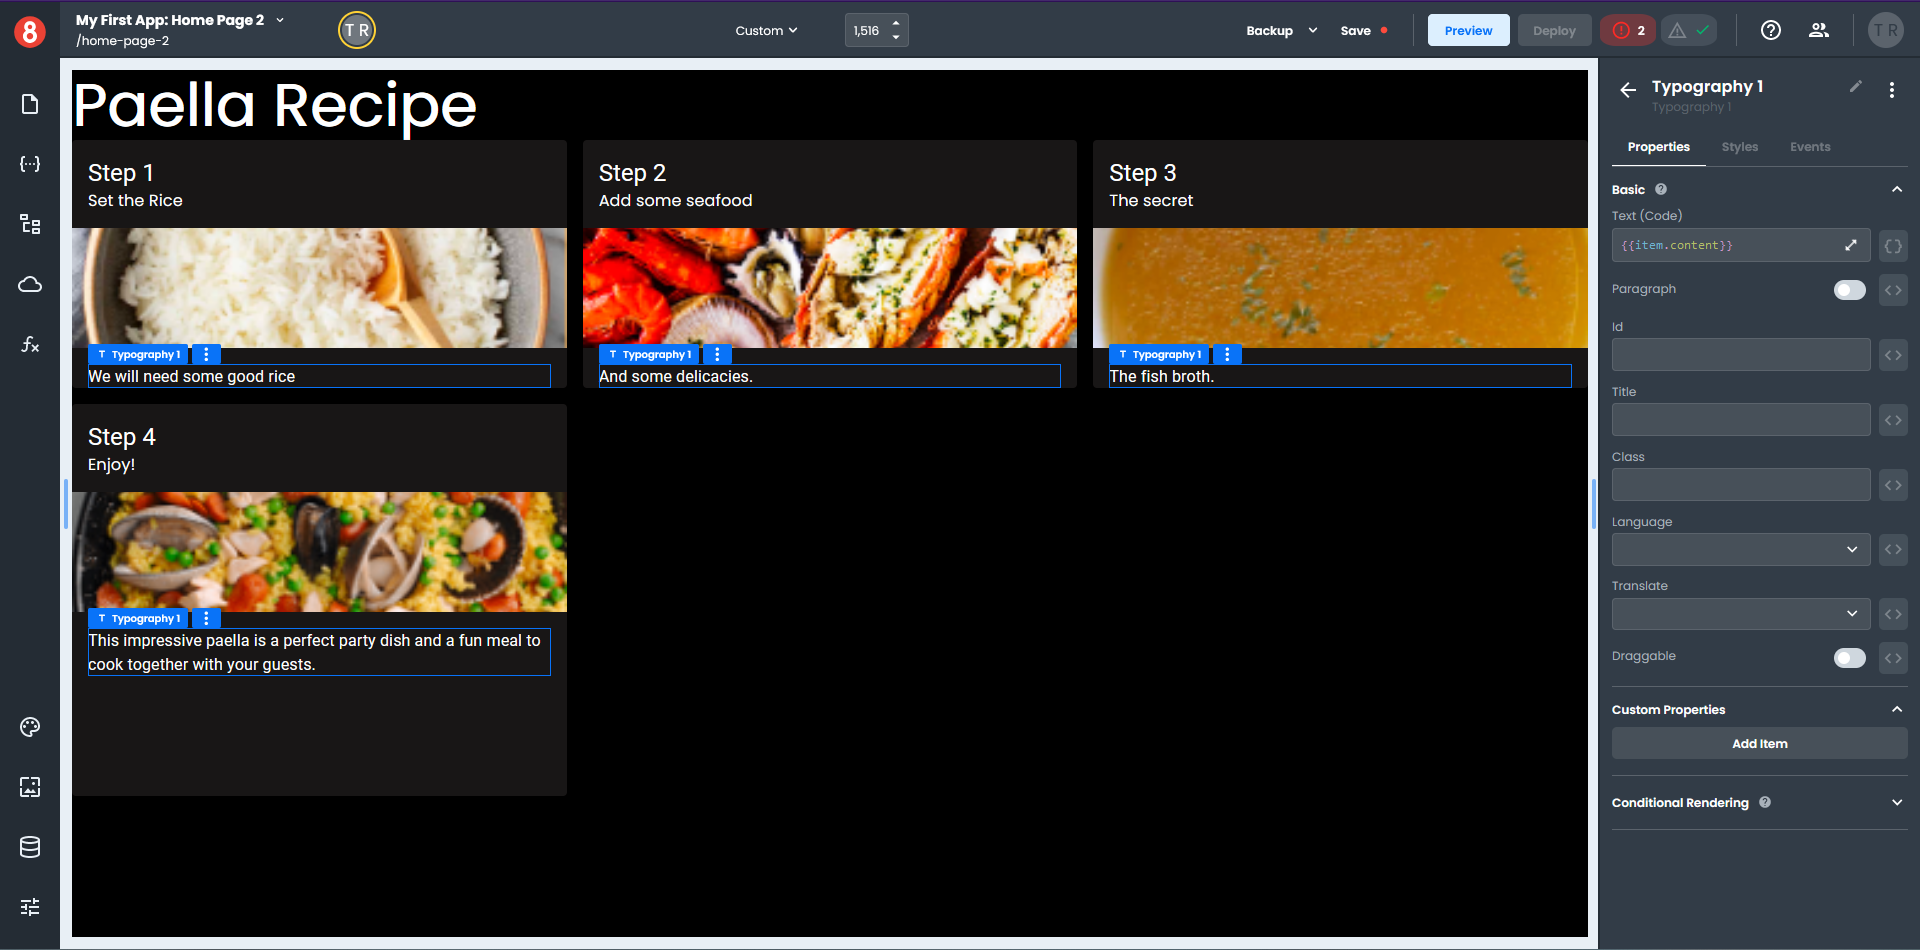 8
My First App: Home Page 2
/home-page-2
T R
Custom
1,516
Backup
Save
Preview
Deploy
2
T R
Paella Recipe
Step 1
Set the Rice
Typography 1
We will need some good rice
Step 2
Add some seafood
Typography 1
And some delicacies.
Step 3
The secret
Typography 1
The fish broth.
Step 4
Enjoy!
Typography 1
This impressive paella is a perfect party dish and a fun meal to
cook together with your guests.
Typography 1
Typography 1
Properties
Styles
Events
Basic
Text (Code)
{{item.content}}
Paragraph
Id
Title
Class
Language
Translate
Draggable
Custom Properties
Add Item
Conditional Rendering